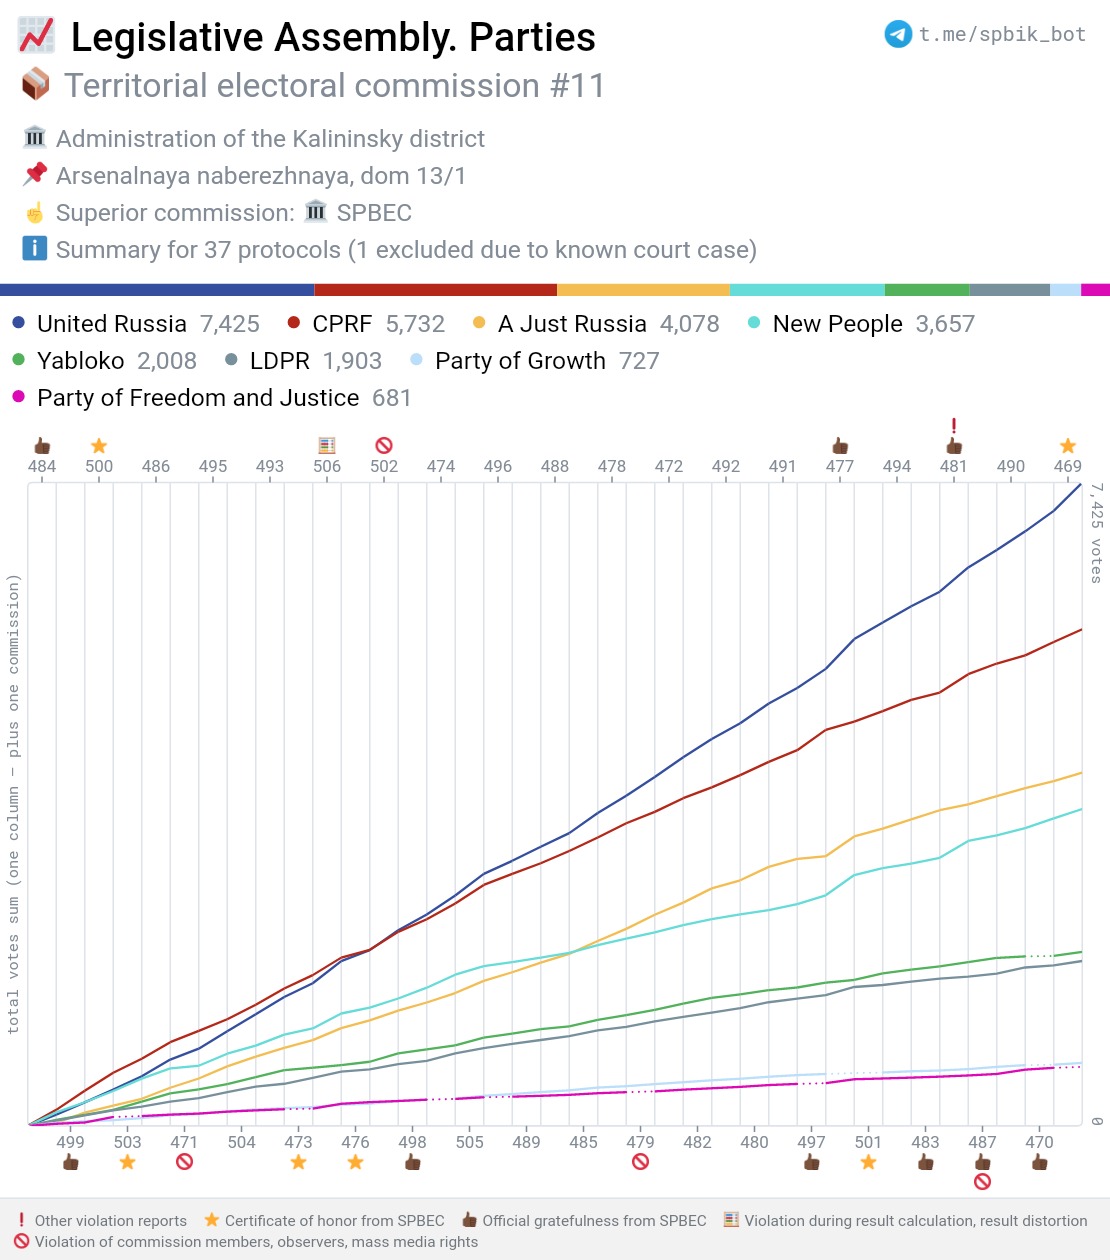 Legislative Assembly. Parties
t.me/spbik_bot
Territorial electoral commission #11
Administration of the Kalininsky district
Arsenalnaya naberezhnaya, dom 13/1
Superior commission: SPBEC
Summary for 37 protocols (1 excluded due to known court case)
United Russia 7,425 CPRF 5,732 A Just Russia 4,078 New People 3,657
Yabloko 2,008 LDPR 1,903 Party of Growth 727
Party of Freedom and Justice 681
484 500 486 495 493 506 502 474 496 488 478 472 492 491 477 494 481 490 469
7,425 votes
total votes sum (one column – plus one commission)
0
499 503 471 504 473 476 498 505 489 485 479 482 480 497 501 483 487 470
Other violation reports Certificate of honor from SPBEC Official gratefulness from SPBEC Violation during result calculation, result distortion
Violation of commission members, observers, mass media rights